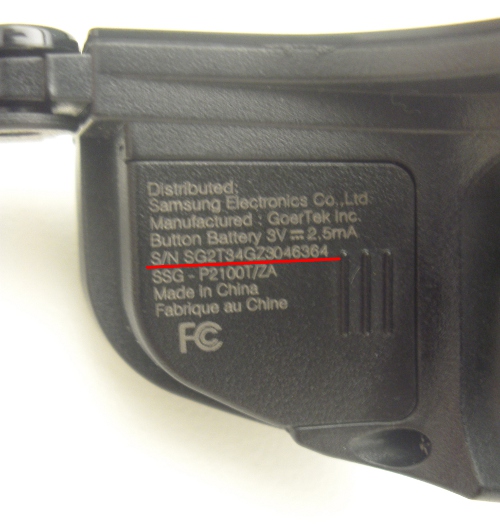 Distributed:
Samsung Electronics Co.,Ltd
Manufactured : GoerTek Inc.
Button Battery 3V ⎓ 2.5mA
S/N SG2T34GZ3046364
SSG - P2100T/ZA
Made in China
Fabrique au Chine
FC